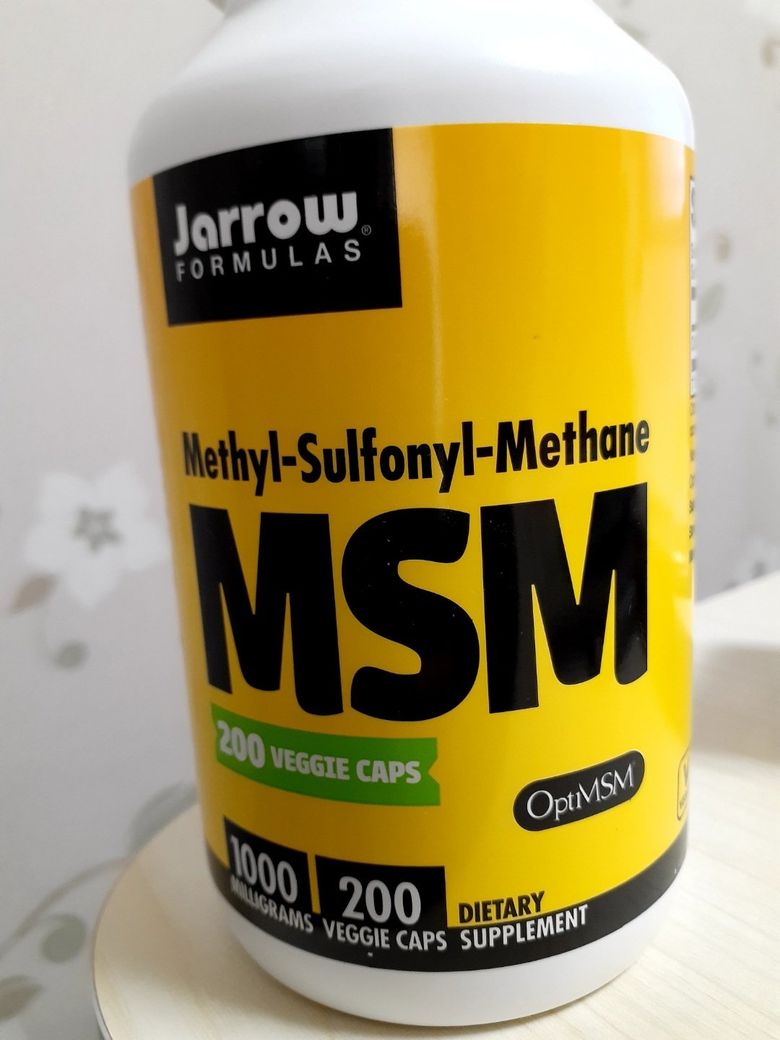 Jarrow®
FORMULAS
Methyl-Sulfonyl-Methane
MSM
200 VEGGIE CAPS
OptiMSM
1000
MILLIGRAMS
200
VEGGIE CAPS
DIETARY
SUPPLEMENT